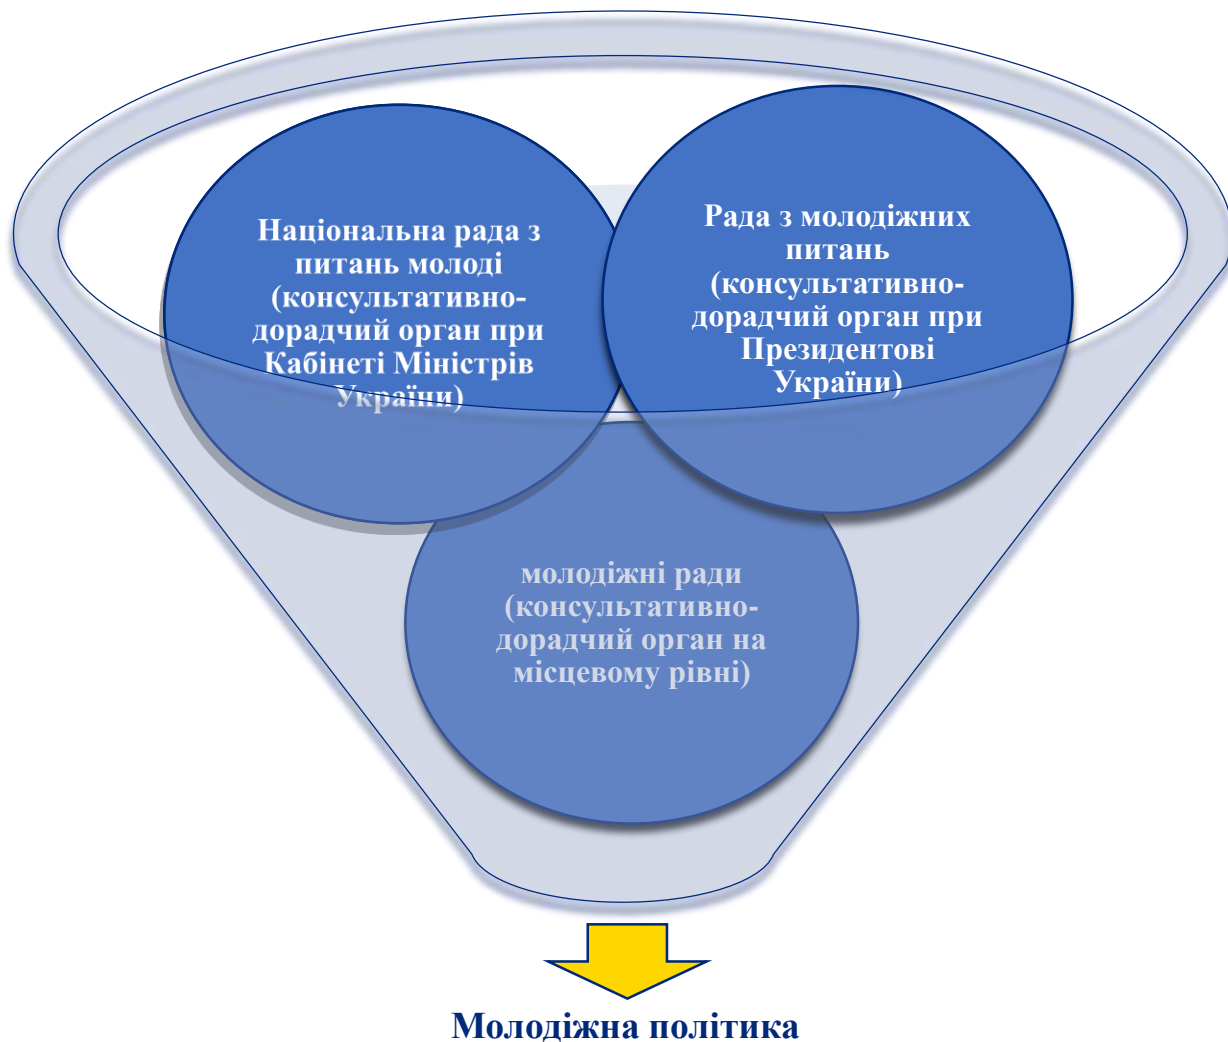 Національна рада з
питань молоді
(консультативно-
дорадчий орган при
Кабінеті Міністрів
України)
Рада з молодіжних
питань
(консультативно-
дорадчий орган при
Президентові
України)
молодіжні ради
(консультативно-
дорадчий орган на
місцевому рівні)
Молодіжна політика